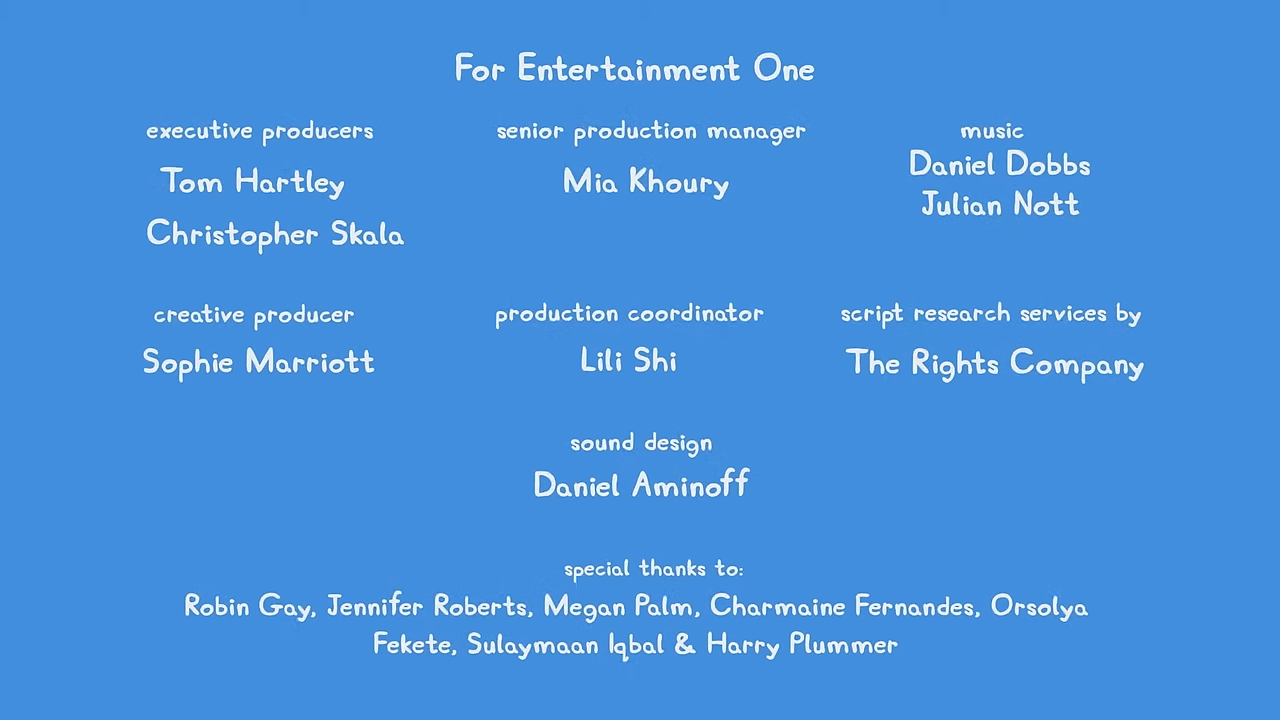 For Entertainment One
executive producers
Tom Hartley
Christopher Skala
senior production manager
Mia Khoury
music
Daniel Dobbs
Julian Nott
creative producer
Sophie Marriott
production coordinator
Lili Shi
script research services by
The Rights Company
sound design
Daniel Aminoff
special thanks to:
Robin Gay, Jennifer Roberts, Megan Palm, Charmaine Fernandes, Orsolya
Fekete, Sulaymaan Iqbal & Harry Plummer